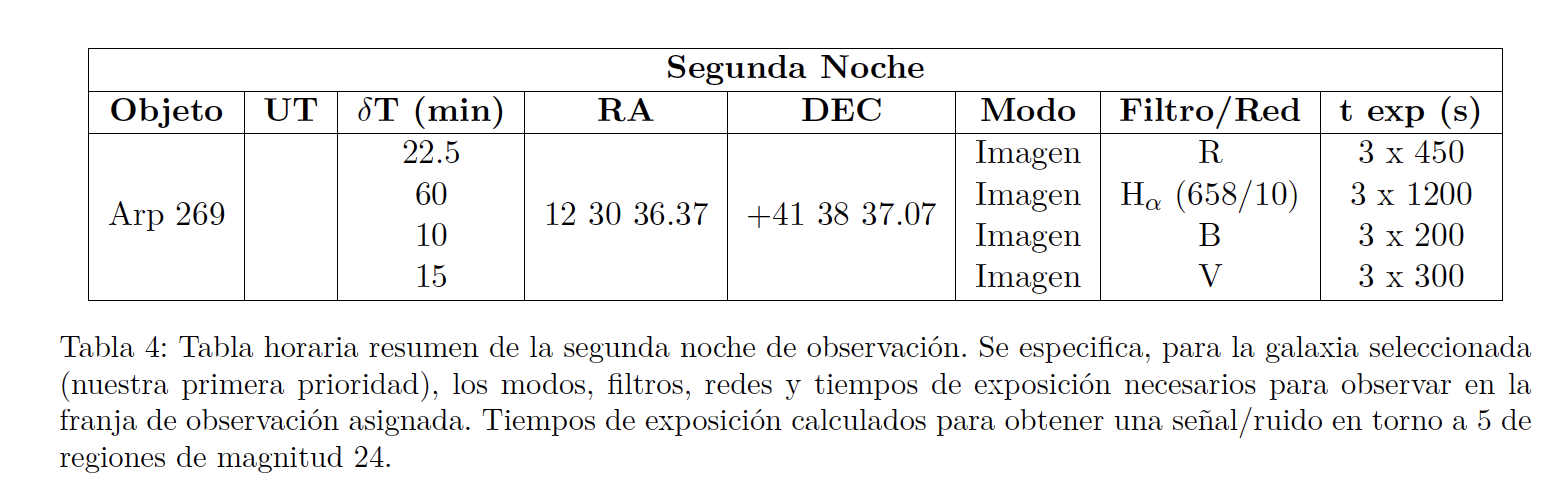 Segunda Noche
Objeto UT δT (min) RA DEC Modo Filtro/Red t exp (s)
22.5 Imagen R 3 x 450
60 Imagen Hα (658/10) 3 x 1200
Arp 269 12 30 36.37 +41 38 37.07
10 Imagen B 3 x 200
15 Imagen V 3 x 300
Tabla 4: Tabla horaria resumen de la segunda noche de observación. Se especifica, para la galaxia seleccionada
(nuestra primera prioridad), los modos, filtros, redes y tiempos de exposición necesarios para observar en la
franja de observación asignada. Tiempos de exposición calculados para obtener una señal/ruido en torno a 5 de
regiones de magnitud 24.